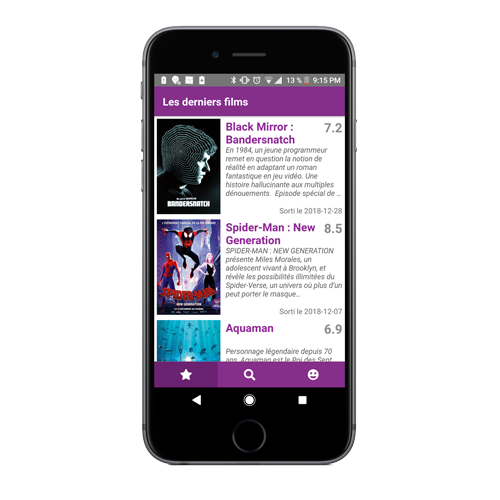 13 % 9:15 PM
Les derniers films
Black Mirror : 7.2
Bandersnatch
En 1984, un jeune programmeur
remet en question la notion de
réalité en adaptant un roman
fantastique en jeu vidéo. Une
histoire hallucinante aux multiples
dénouements. Episode spécial de …
Sorti le 2018-12-28
BANDERSNATCH
Spider-Man : New 8.5
Generation
SPIDER-MAN : NEW GENERATION
présente Miles Morales, un
adolescent vivant à Brooklyn, et
révèle les possibilités illimitées du
Spider-Verse, un univers où plus d'un
peut porter le masque…
Sorti le 2018-12-07
SPIDER-MAN
NEW GENERATION
Aquaman 6.9
Personnage légendaire depuis 70
ans, Aquaman est le Roi des Sept